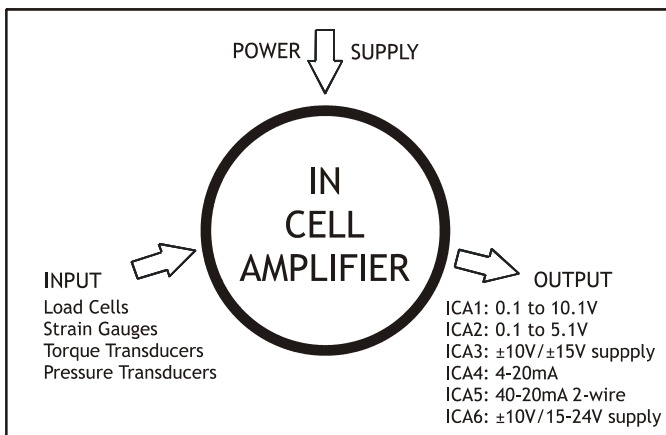 POWER SUPPLY
IN
CELL
AMPLIFIER
INPUT
Load Cells
Strain Gauges
Torque Transducers
Pressure Transducers
OUTPUT
ICA1: 0.1 to 10.1V
ICA2: 0.1 to 5.1V
ICA3: ±10V/±15V suppply
ICA4: 4-20mA
ICA5: 40-20mA 2-wire
ICA6: ±10V/15-24V supply